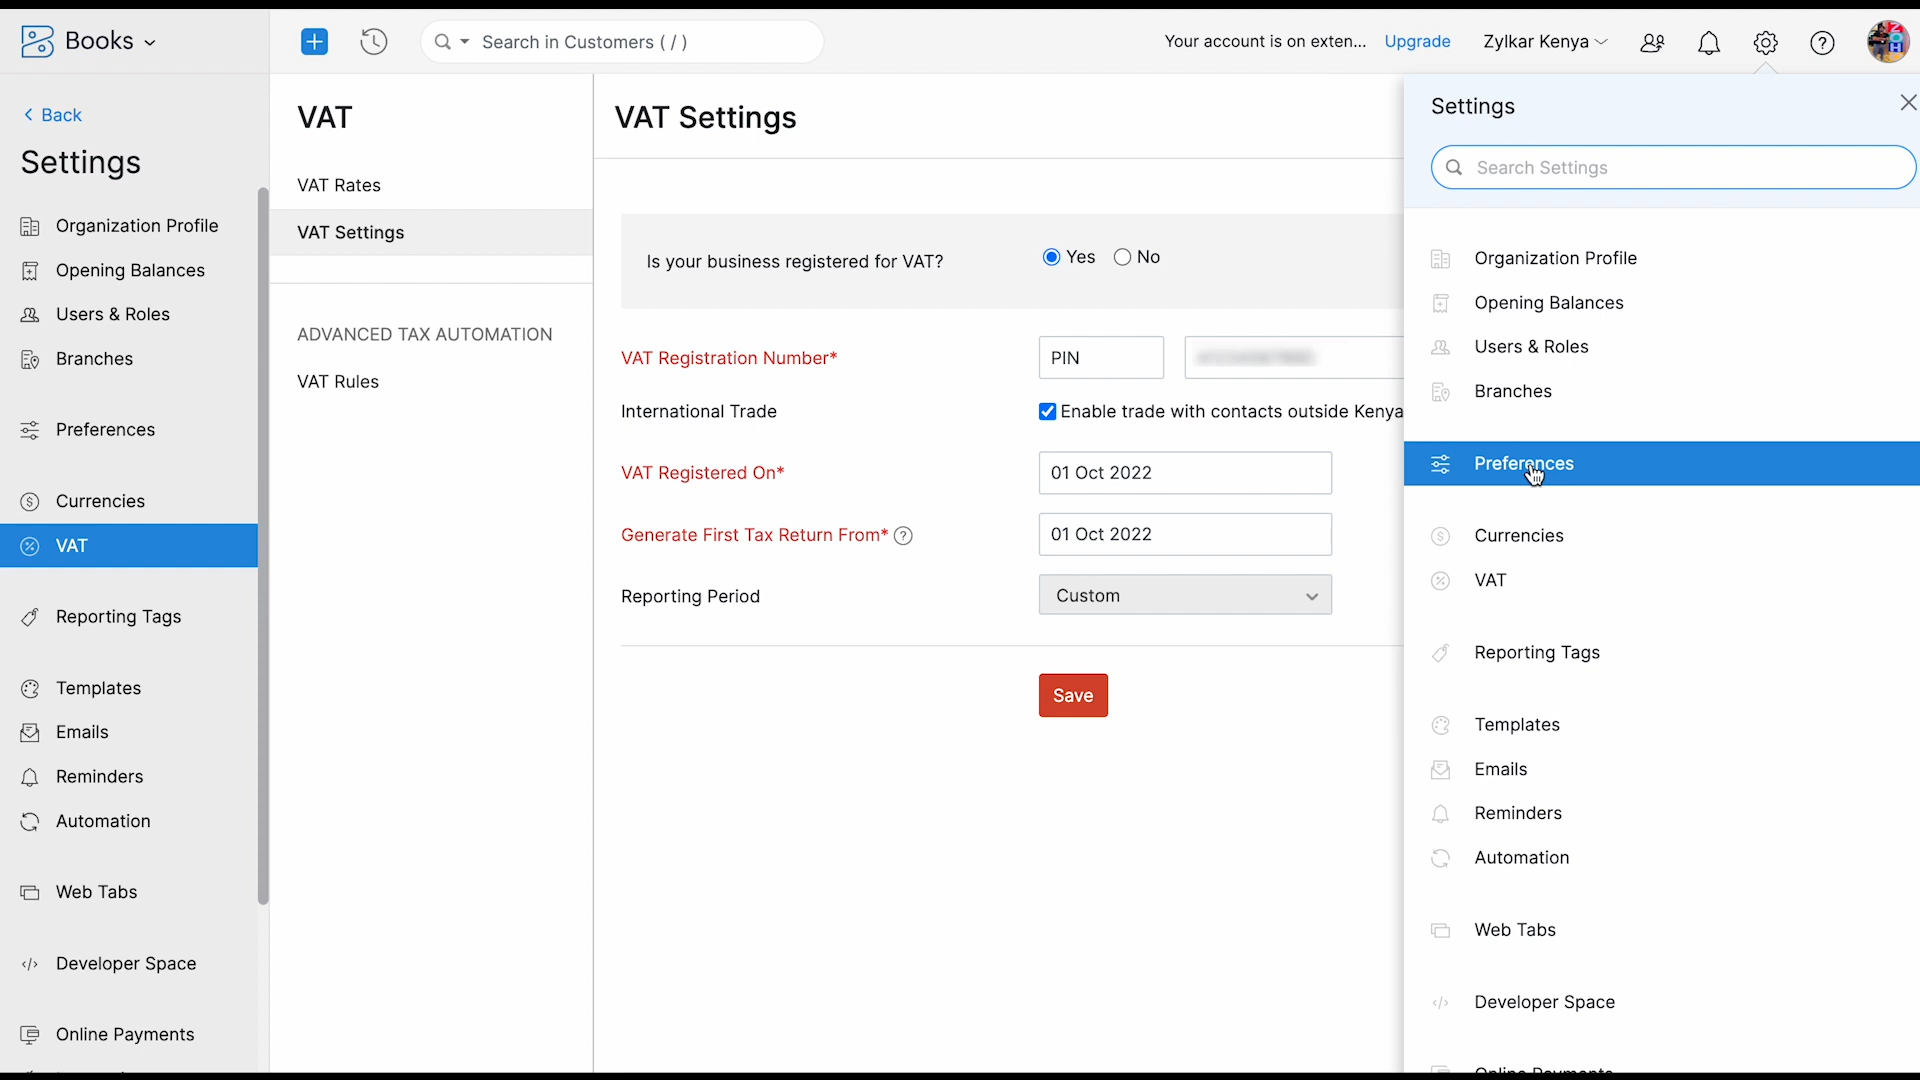 Books
Search in Customers ( / )
Your account is on exten...
Upgrade
Zylkar Kenya
Back
Settings
Organization Profile
Opening Balances
Users & Roles
Branches
Preferences
Currencies
VAT
Reporting Tags
Templates
Emails
Reminders
Automation
Web Tabs
Developer Space
Online Payments
VAT
VAT Rates
VAT Settings
ADVANCED TAX AUTOMATION
VAT Rules
VAT Settings
Is your business registered for VAT?
Yes
No
VAT Registration Number*
PIN
International Trade
Enable trade with contacts outside Kenya
VAT Registered On*
01 Oct 2022
Generate First Tax Return From*
01 Oct 2022
Reporting Period
Custom
Save
Settings
Search Settings
Organization Profile
Opening Balances
Users & Roles
Branches
Preferences
Currencies
VAT
Reporting Tags
Templates
Emails
Reminders
Automation
Web Tabs
Developer Space
Online Payments